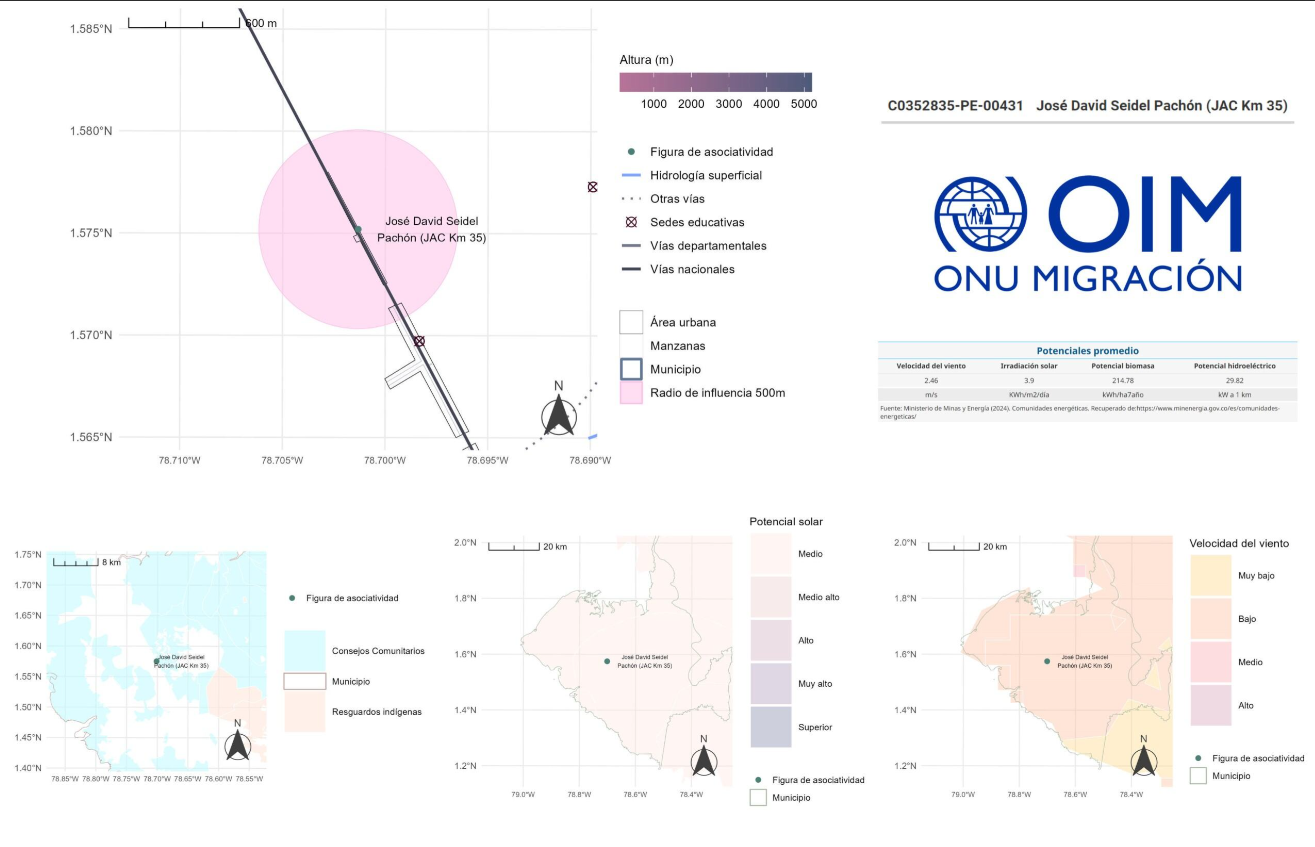 600 m
1.585°N
1.580°N
1.575°N
1.570°N
1.565°N
José David Seidel
Pachón (JAC Km 35)
N
78.710°W 78.705°W 78.700°W 78.695°W 78.690°W
Altura (m)
1000 2000 3000 4000 5000
Figura de asociatividad
Hidrología superficial
Otras vías
Sedes educativas
Vías departamentales
Vías nacionales
Área urbana
Manzanas
Municipio
Radio de influencia 500m
C0352835-PE-00431 José David Seidel Pachón (JAC Km 35)
OIM
ONU MIGRACIÓN
Potenciales promedio
Velocidad del viento Irradiación solar Potencial biomasa Potencial hidroeléctrico
2.46 3.9 214.78 29.82
m/s KWh/m2/día kWh/ha7año kW a 1 km
Fuente: Ministerio de Minas y Energía (2024). Comunidades energéticas. Recuperado de:https://www.minenergia.gov.co/es/comunidades-
energeticas/
1.75°N
1.70°N
1.65°N
1.60°N
1.55°N
1.50°N
1.45°N
1.40°N
8 km
José David Seidel
Pachón (JAC Km 35)
N
78.85°W 78.80°W 78.75°W 78.70°W 78.65°W 78.60°W 78.55°W
Figura de asociatividad
Consejos Comunitarios
Municipio
Resguardos indígenas
2.0°N
1.8°N
1.6°N
1.4°N
1.2°N
20 km
José David Seidel
Pachón (JAC Km 35)
N
79.0°W 78.8°W 78.6°W 78.4°W
Potencial solar
Medio
Medio alto
Alto
Muy alto
Superior
Figura de asociatividad
Municipio
2.0°N
1.8°N
1.6°N
1.4°N
1.2°N
20 km
José David Seidel
Pachón (JAC Km 35)
N
79.0°W 78.8°W 78.6°W 78.4°W
Velocidad del viento
Muy bajo
Bajo
Medio
Alto
Figura de asociatividad
Municipio